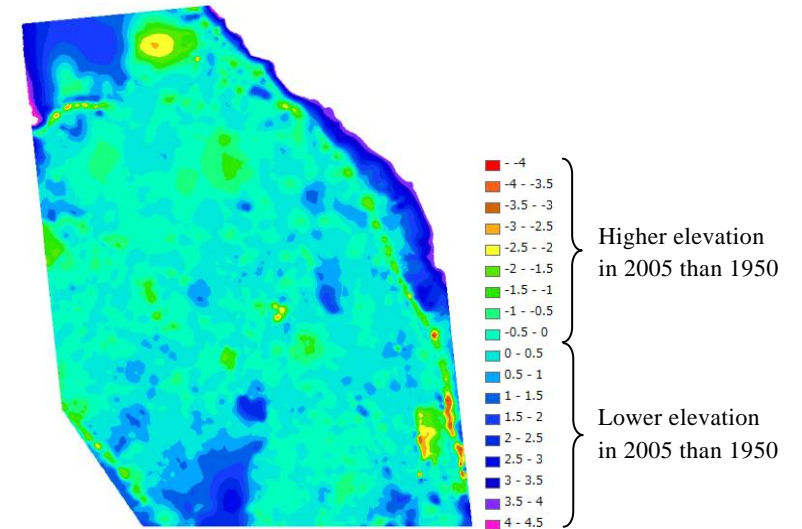 - -4
-4 - -3.5
-3.5 - -3
-3 - -2.5
-2.5 - -2
-2 - -1.5
-1.5 - -1
-1 - -0.5
-0.5 - 0
0 - 0.5
0.5 - 1
1 - 1.5
1.5 - 2
2 - 2.5
2.5 - 3
3 - 3.5
3.5 - 4
4 - 4.5
Higher elevation
in 2005 than 1950
Lower elevation
in 2005 than 1950